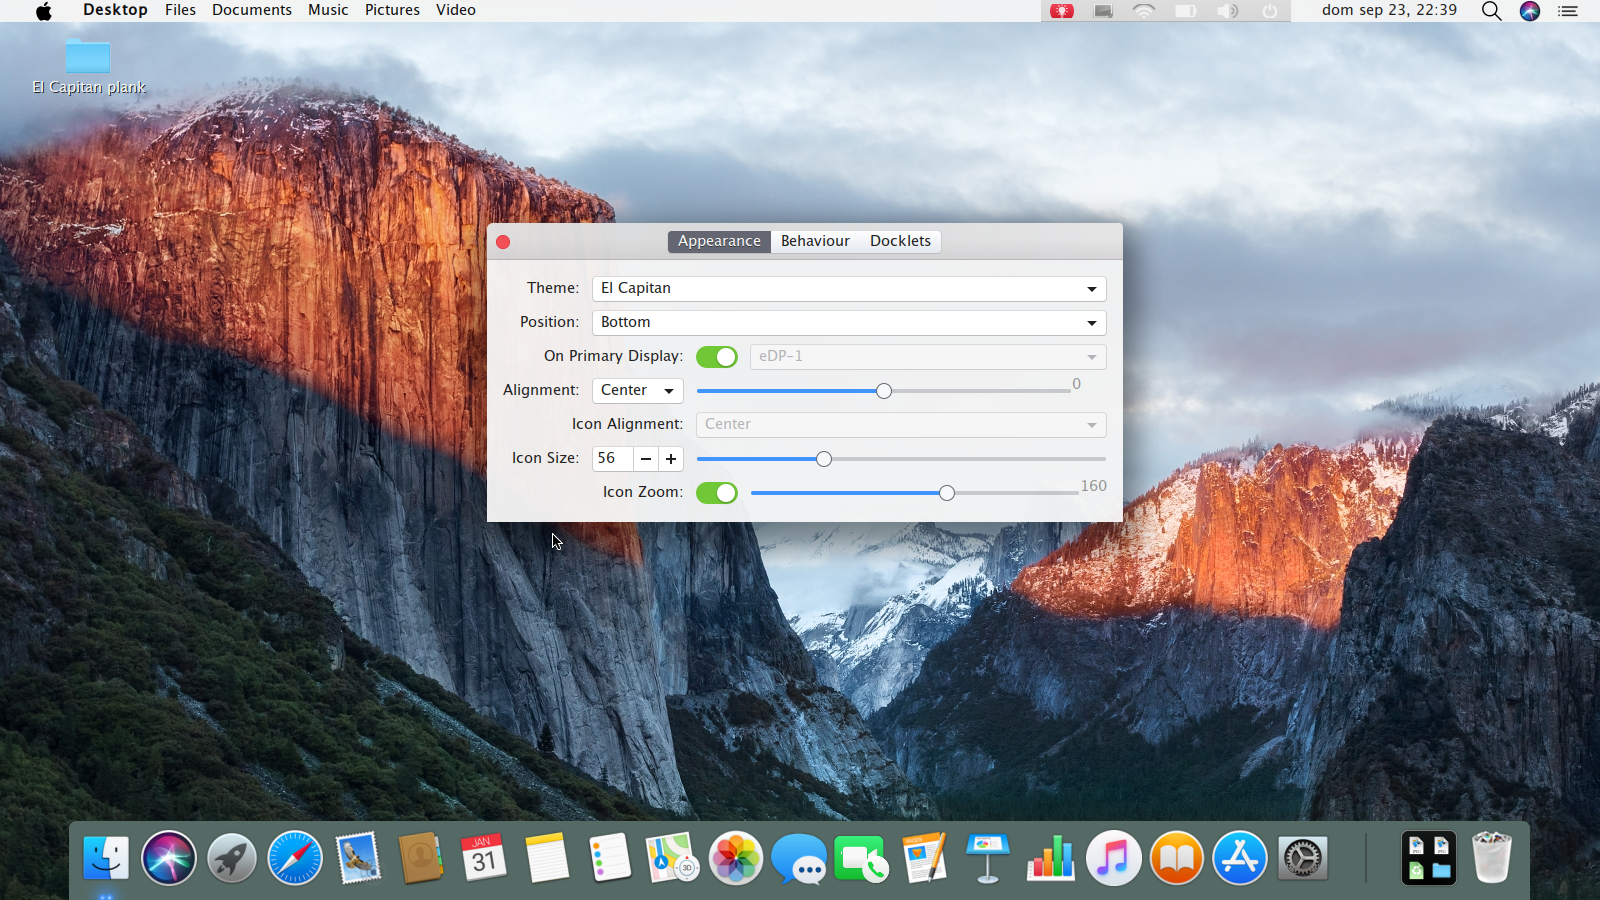 Desktop Files Documents Music Pictures Video
dom sep 23, 22:39
El Capitan plank
Appearance Behaviour Docklets
Theme: El Capitan
Position: Bottom
On Primary Display: eDP-1
Alignment: Center 0
Icon Alignment: Center
Icon Size: 56 − +
Icon Zoom: 160
JAN
31
3D